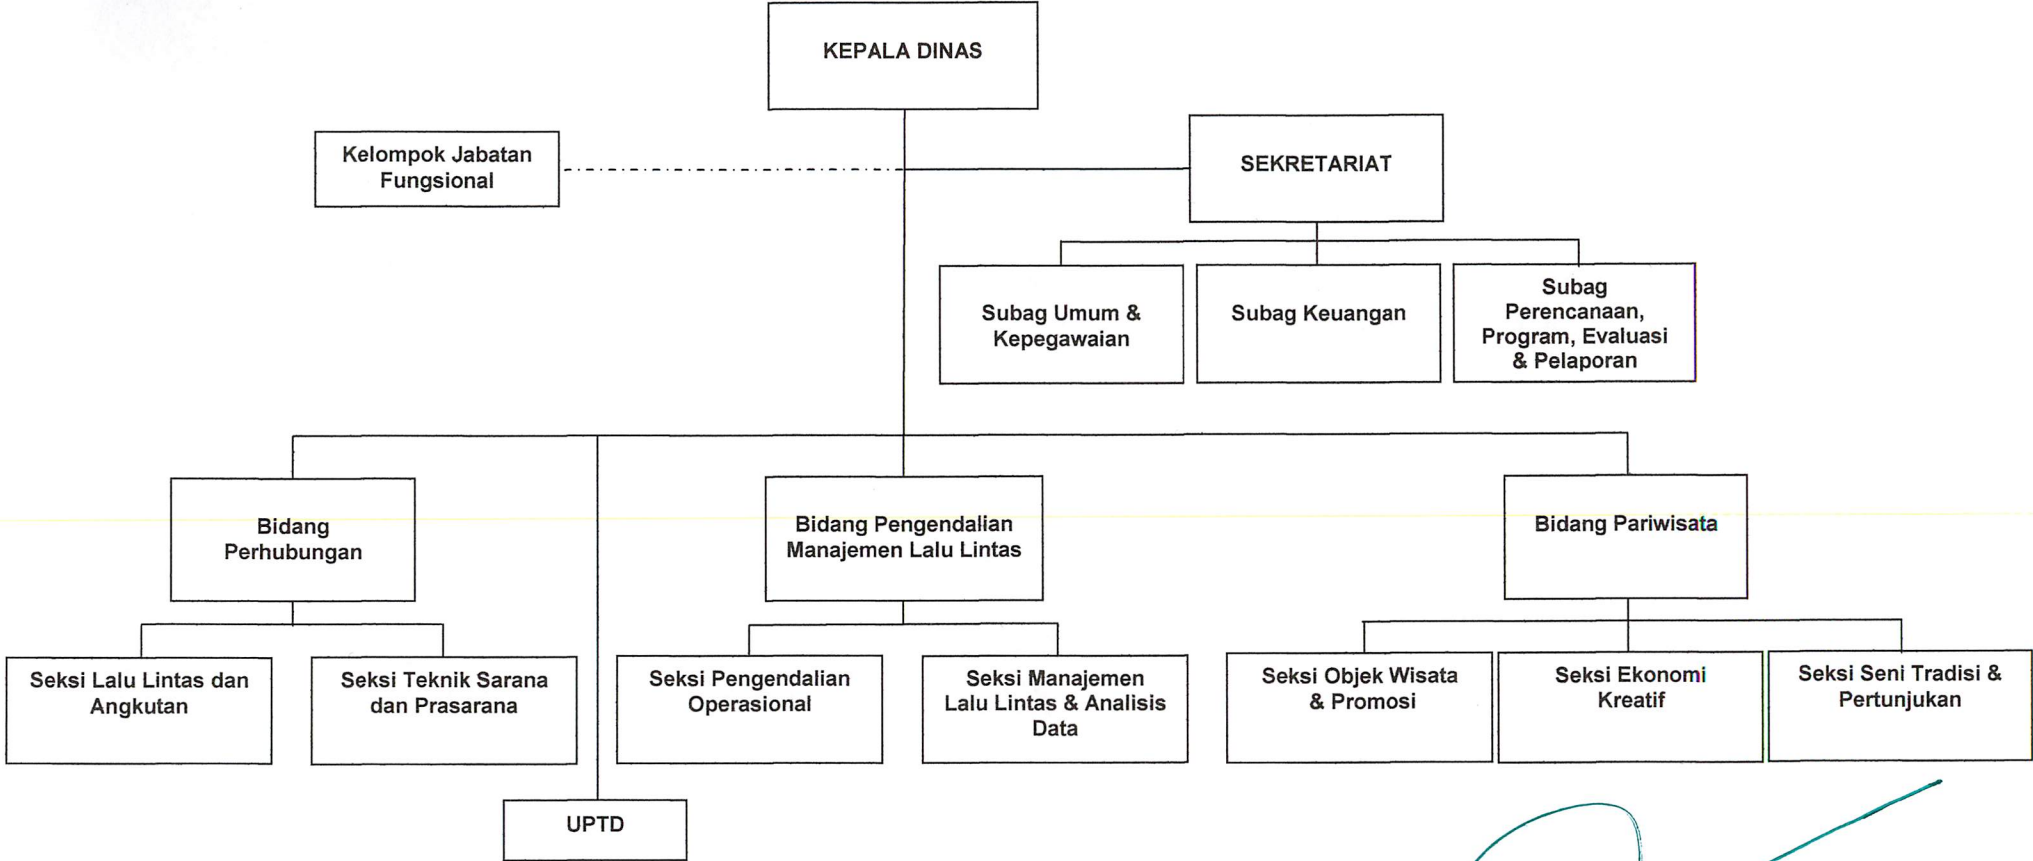 KEPALA DINAS
Kelompok Jabatan
Fungsional
SEKRETARIAT
Subag Umum &
Kepegawaian
Subag Keuangan
Subag
Perencanaan,
Program, Evaluasi
& Pelaporan
Bidang
Perhubungan
Bidang Pengendalian
Manajemen Lalu Lintas
Bidang Pariwisata
Seksi Lalu Lintas dan
Angkutan
Seksi Teknik Sarana
dan Prasarana
Seksi Pengendalian
Operasional
Seksi Manajemen
Lalu Lintas & Analisis
Data
Seksi Objek Wisata
& Promosi
Seksi Ekonomi
Kreatif
Seksi Seni Tradisi &
Pertunjukan
UPTD